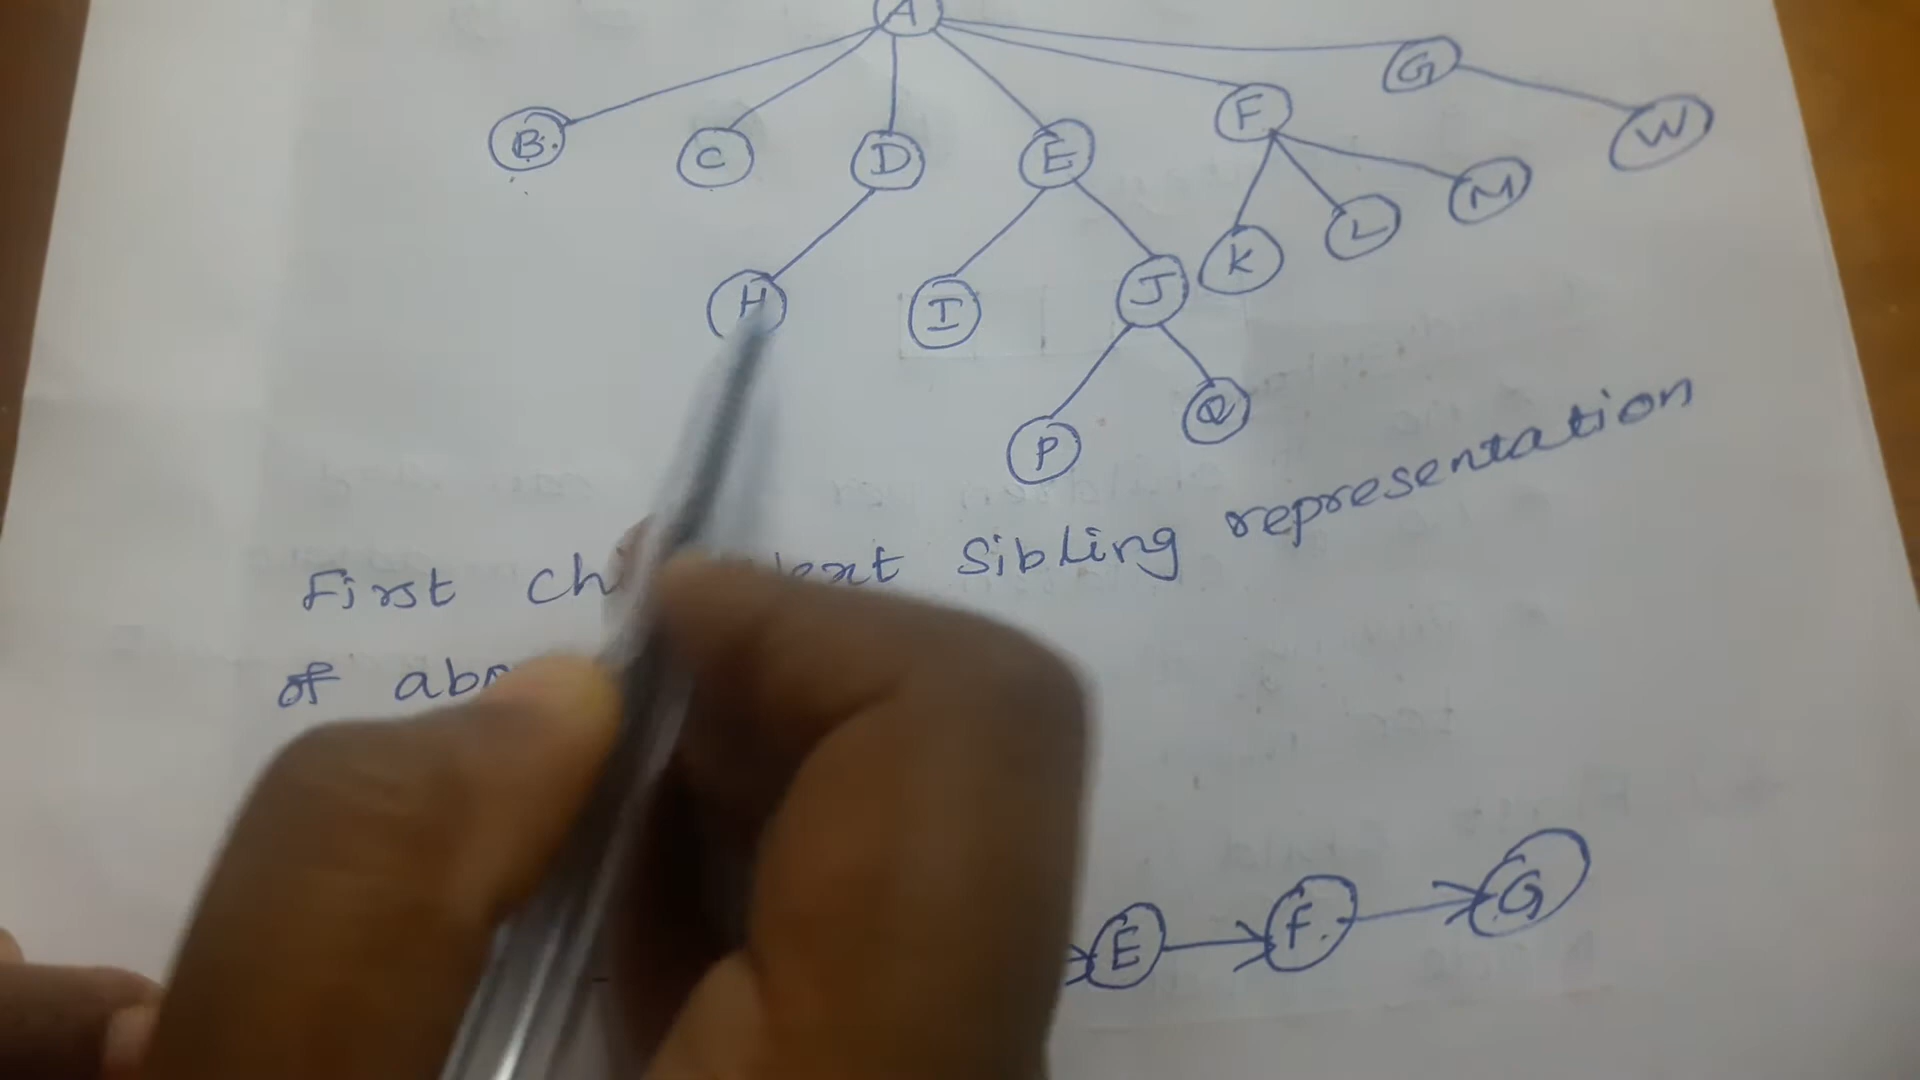 A
G
F
B.
C
D
E
W
M
L
K
H
I
J
Q
P
First Sibling representation
of
E F. G